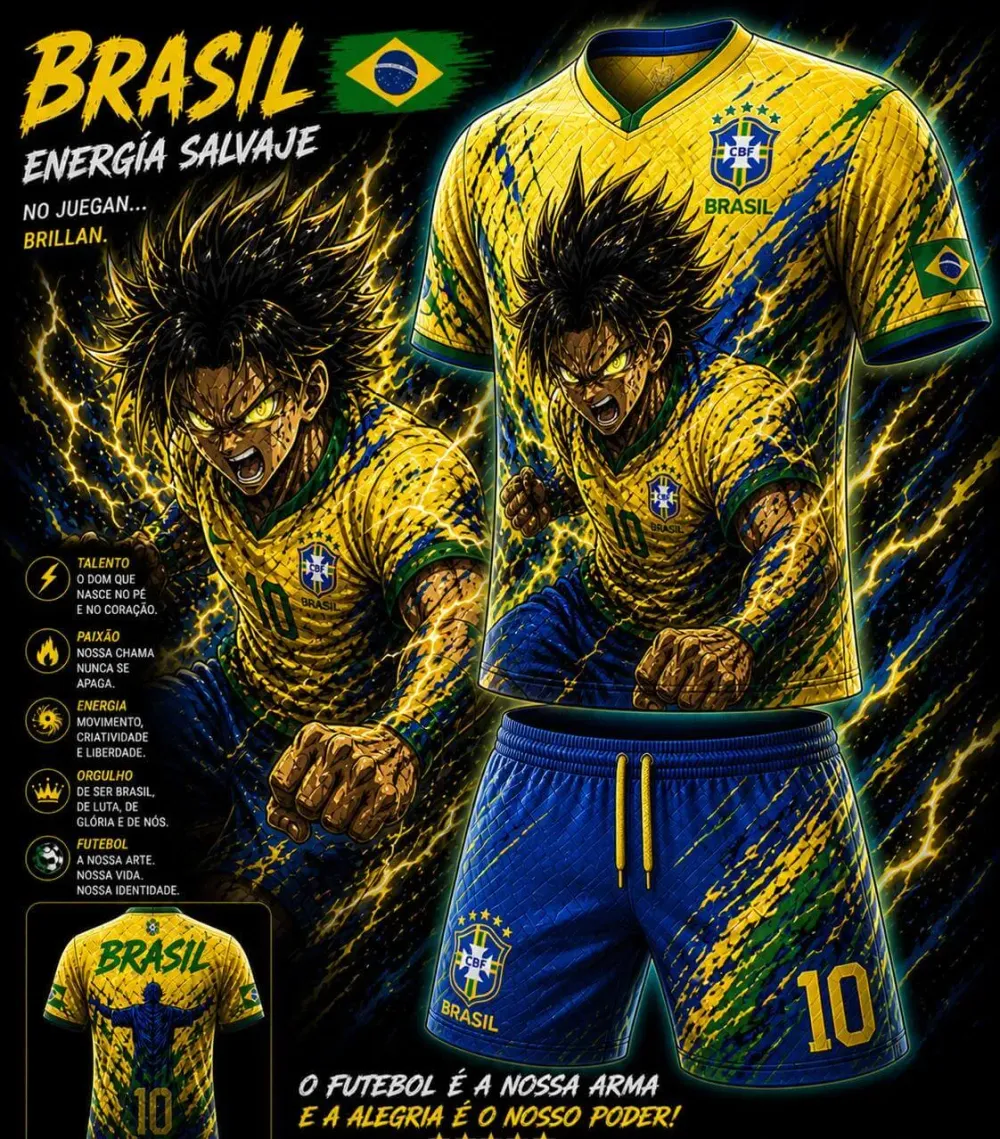 BRASIL
ENERGÍA SALVAJE
NO JUEGAN...
BRILLAN.
CBF
BRASIL
10
CBF
BRASIL
10
BRASIL
TALENTO
O DOM QUE
NASCE NO PÉ
E NO CORAÇÃO.
PAIXÃO
NOSSA CHAMA
NUNCA SE
APAGA.
ENERGIA
MOVIMENTO,
CRIATIVIDADE
E LIBERDADE.
ORGULHO
DE SER BRASIL,
DE LUTA, DE
GLÓRIA E DE NÓS.
FUTEBOL
A NOSSA ARTE.
NOSSA VIDA.
NOSSA IDENTIDADE.
BRASIL
10
CBF
BRASIL
10
O FUTEBOL É A NOSSA ARMA
E A ALEGRIA É O NOSSO PODER!